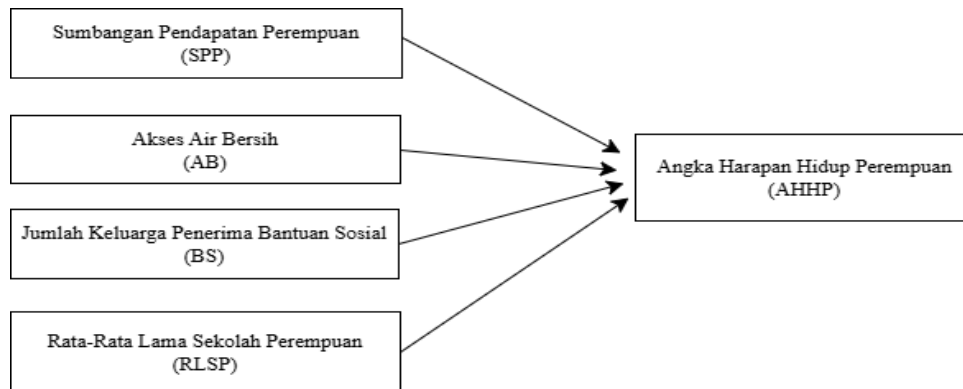 Sumbangan Pendapatan Perempuan
(SPP)
Akses Air Bersih
(AB)
Jumlah Keluarga Penerima Bantuan Sosial
(BS)
Rata-Rata Lama Sekolah Perempuan
(RLSP)
Angka Harapan Hidup Perempuan
(AHHP)